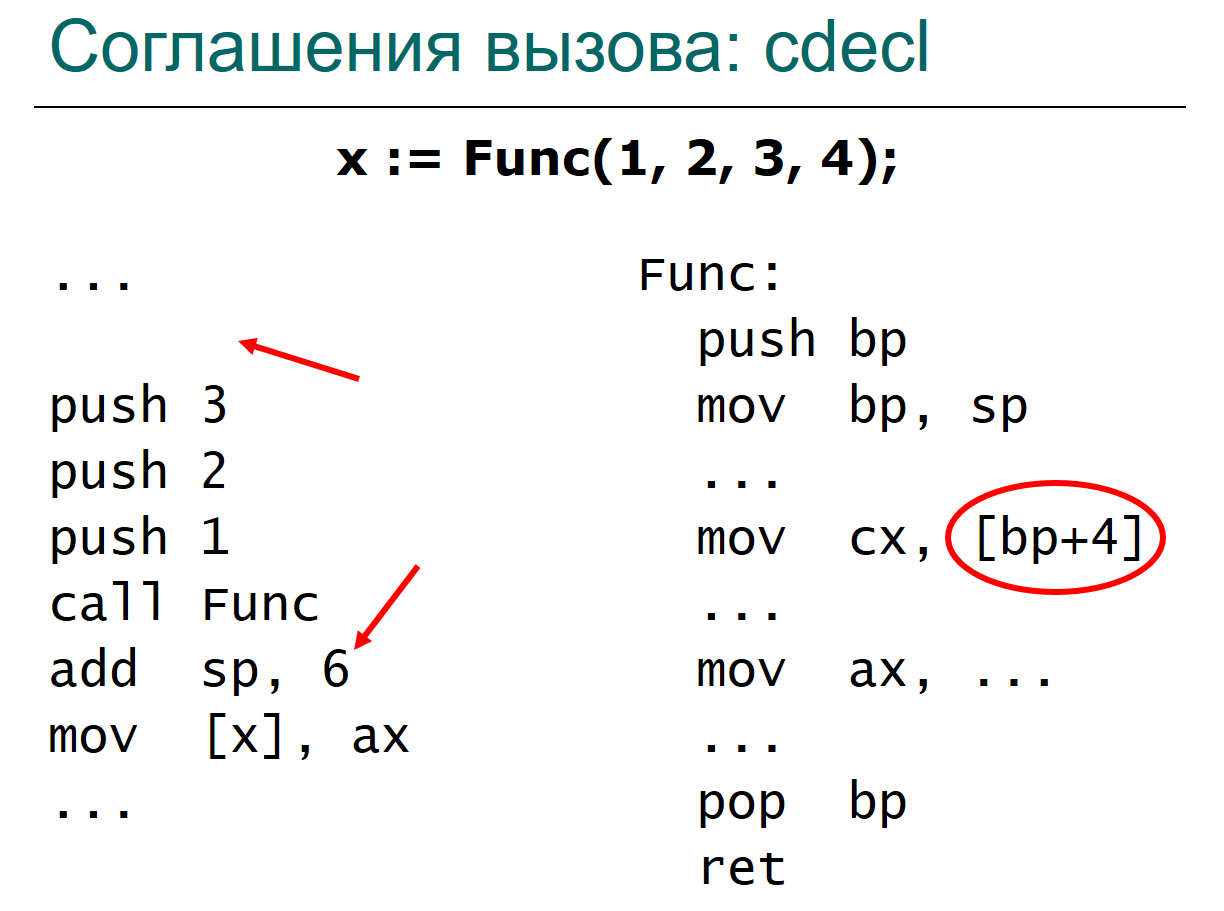 Соглашения вызова: cdecl
x := Func(1, 2, 3, 4);
...
push 3
push 2
push 1
call Func
add sp, 6
mov [x], ax
...
Func:
push bp
mov bp, sp
...
mov cx, [bp+4]
...
mov ax, ...
...
pop bp
ret